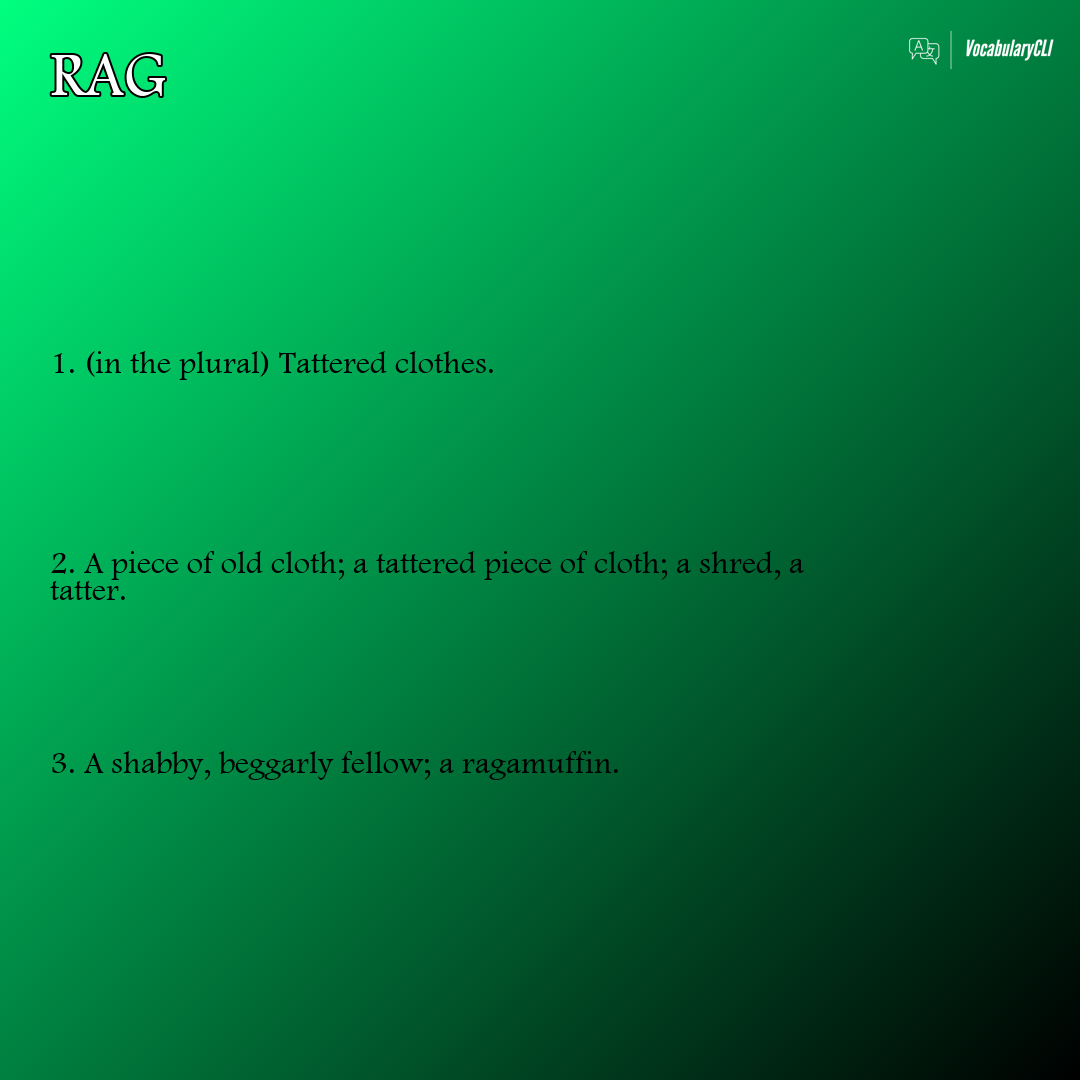 RAG
VocabularyCLI
1. (in the plural) Tattered clothes.
2. A piece of old cloth; a tattered piece of cloth; a shred, a
tatter.
3. A shabby, beggarly fellow; a ragamuffin.